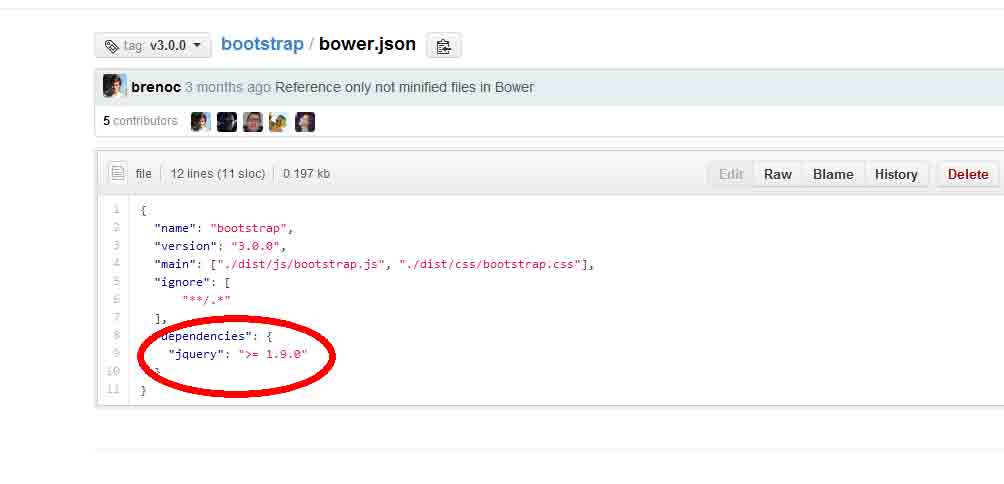 tag: v3.0.0 bootstrap / bower.json
brenoc 3 months ago Reference only not minified files in Bower
5 contributors
file 12 lines (11 sloc) 0.197 kb Edit Raw Blame History Delete
1 {
2 "name": "bootstrap",
3 "version": "3.0.0",
4 "main": ["./dist/js/bootstrap.js", "./dist/css/bootstrap.css"],
5 "ignore": [
6 "**/.*"
7 ],
8 dependencies": {
9 "jquery": ">= 1.9.0"
10 }
11 }